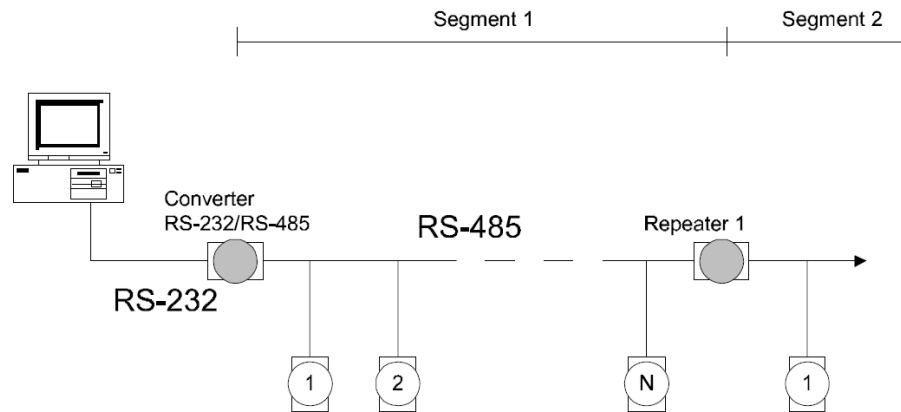 Segment 1
Segment 2
Converter
RS-232/RS-485
RS-485
Repeater 1
RS-232
1
2
N
1